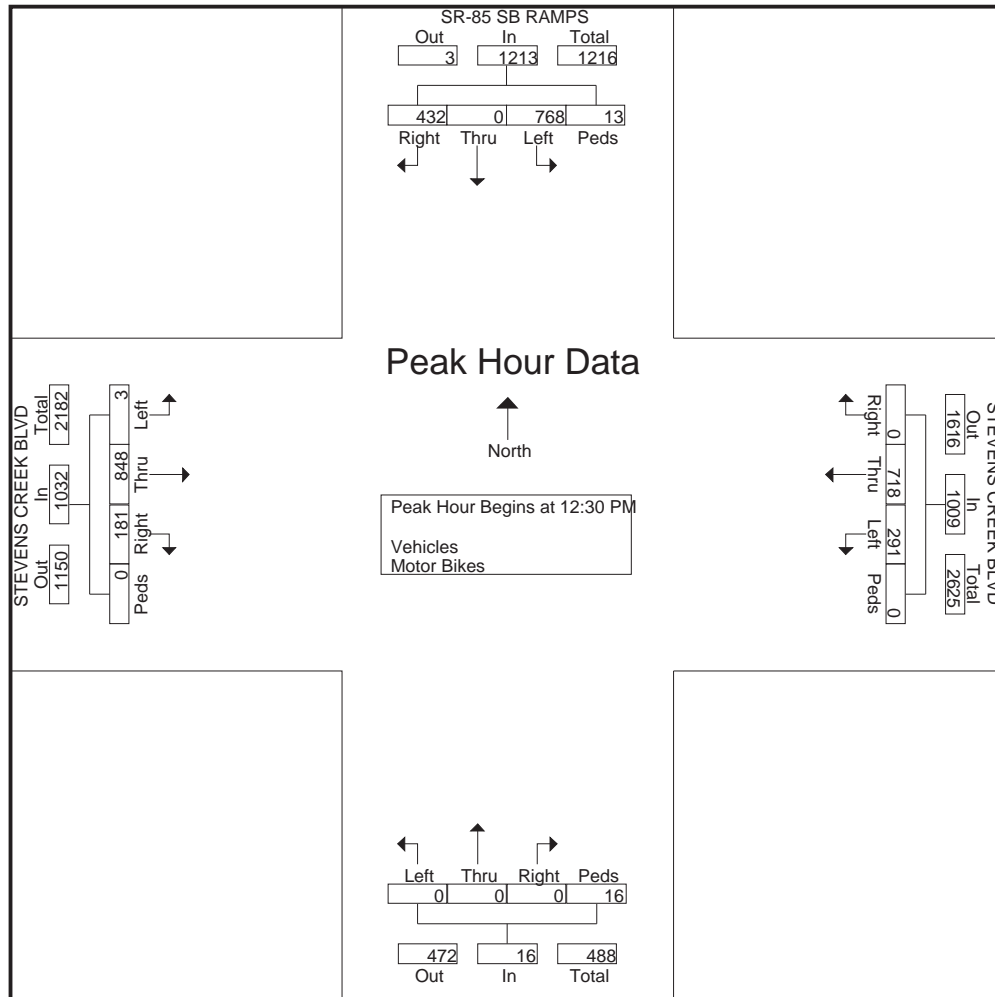 SR-85 SB RAMPS
Out In Total
3 1213 1216
432 0 768 13
Right Thru Left Peds
Peak Hour Data
North
Peak Hour Begins at 12:30 PM
Vehicles
Motor Bikes
STEVENS CREEK BLVD
Out In Total
1150 1032 2182
3 848 181 0
Left Thru Right Peds
Right Thru Left Peds
0 718 291 0
Out In Total
1616 1009 2625
STEVENS CREEK BLVD
Left Thru Right Peds
0 0 0 16
472 16 488
Out In Total